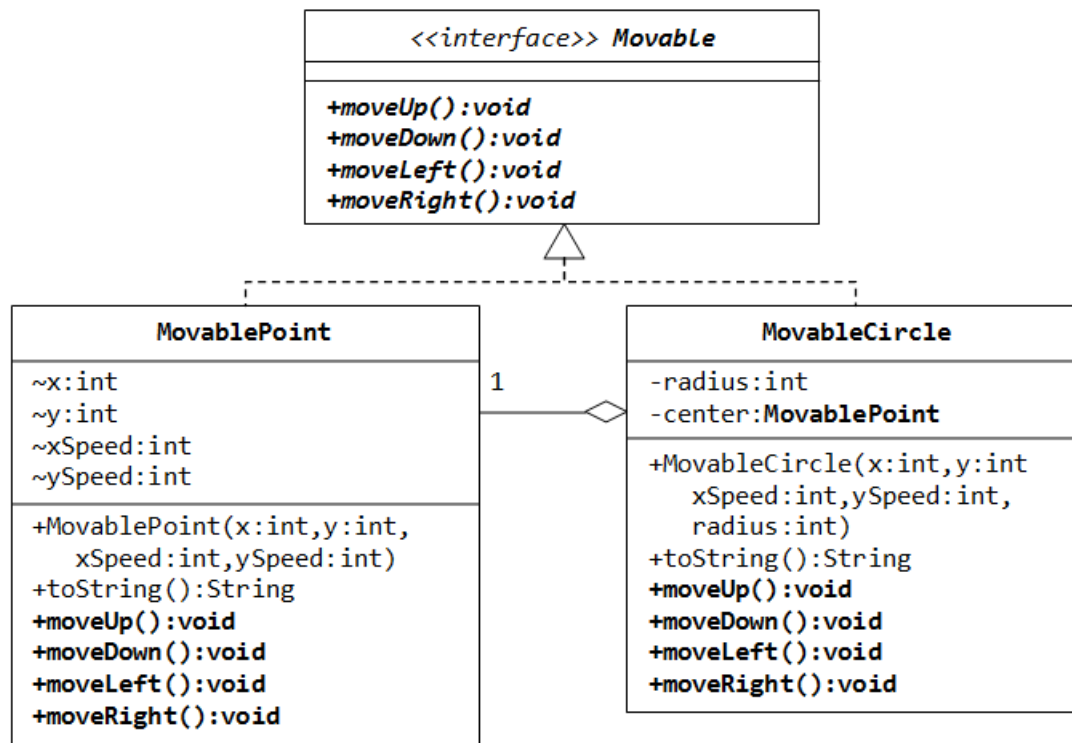 <<interface>> Movable
+moveUp():void
+moveDown():void
+moveLeft():void
+moveRight():void
MovablePoint
~x:int
~y:int
~xSpeed:int
~ySpeed:int
+MovablePoint(x:int,y:int,
xSpeed:int,ySpeed:int)
+toString():String
+moveUp():void
+moveDown():void
+moveLeft():void
+moveRight():void
1
MovableCircle
-radius:int
-center:MovablePoint
+MovableCircle(x:int,y:int
xSpeed:int,ySpeed:int,
radius:int)
+toString():String
+moveUp():void
+moveDown():void
+moveLeft():void
+moveRight():void